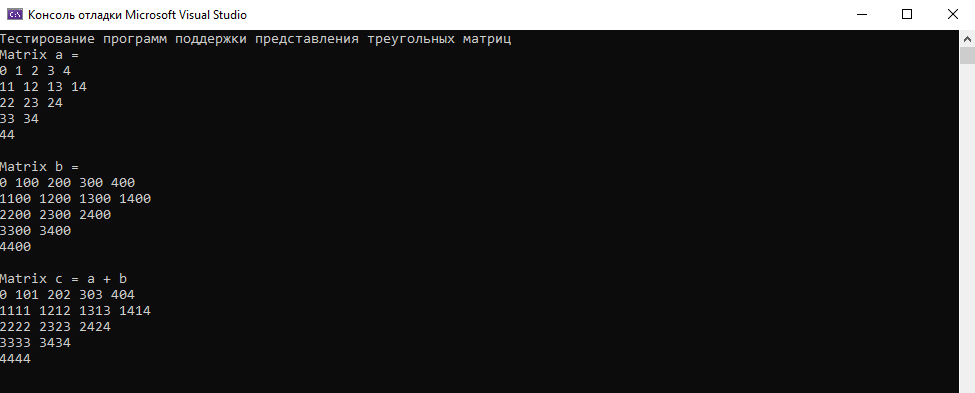 Консоль отладки Microsoft Visual Studio
Тестирование программ поддержки представления треугольных матриц
Matrix a =
0 1 2 3 4
11 12 13 14
22 23 24
33 34
44
Matrix b =
0 100 200 300 400
1100 1200 1300 1400
2200 2300 2400
3300 3400
4400
Matrix c = a + b
0 101 202 303 404
1111 1212 1313 1414
2222 2323 2424
3333 3434
4444